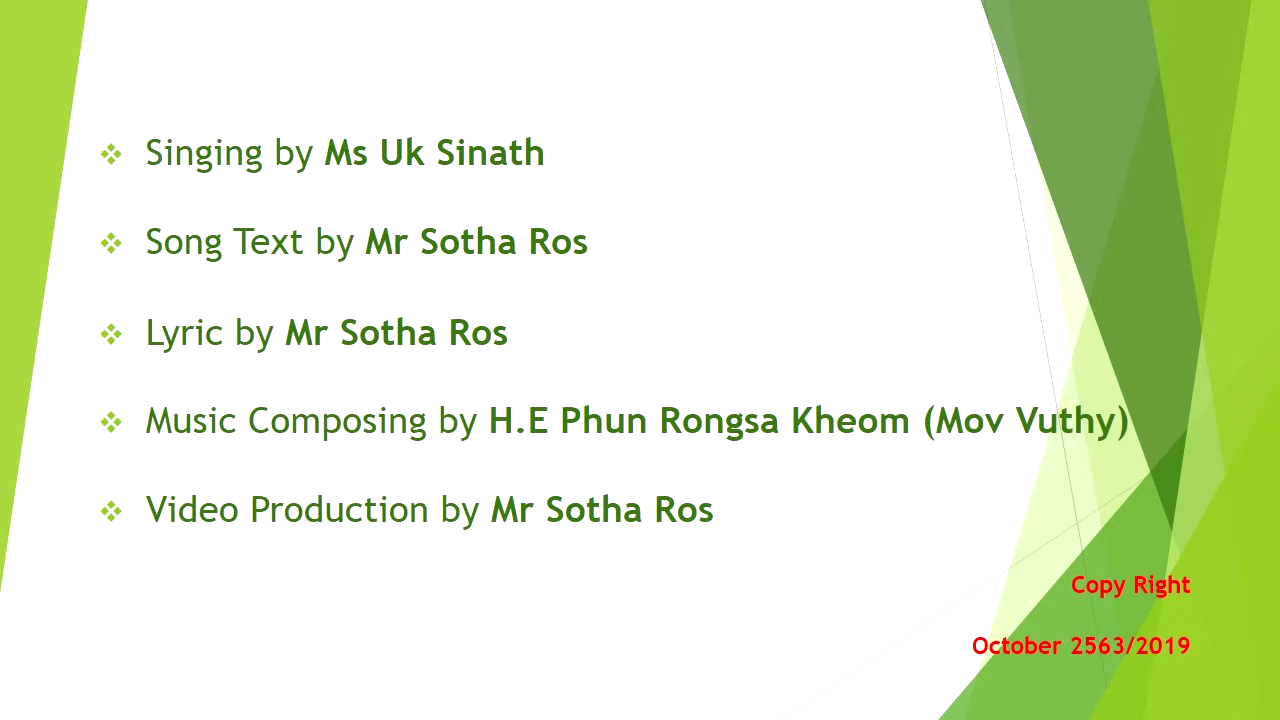 Singing by Ms Uk Sinath
Song Text by Mr Sotha Ros
Lyric by Mr Sotha Ros
Music Composing by H.E Phun Rongsa Kheom (Mov Vuthy)
Video Production by Mr Sotha Ros
Copy Right
October 2563/2019